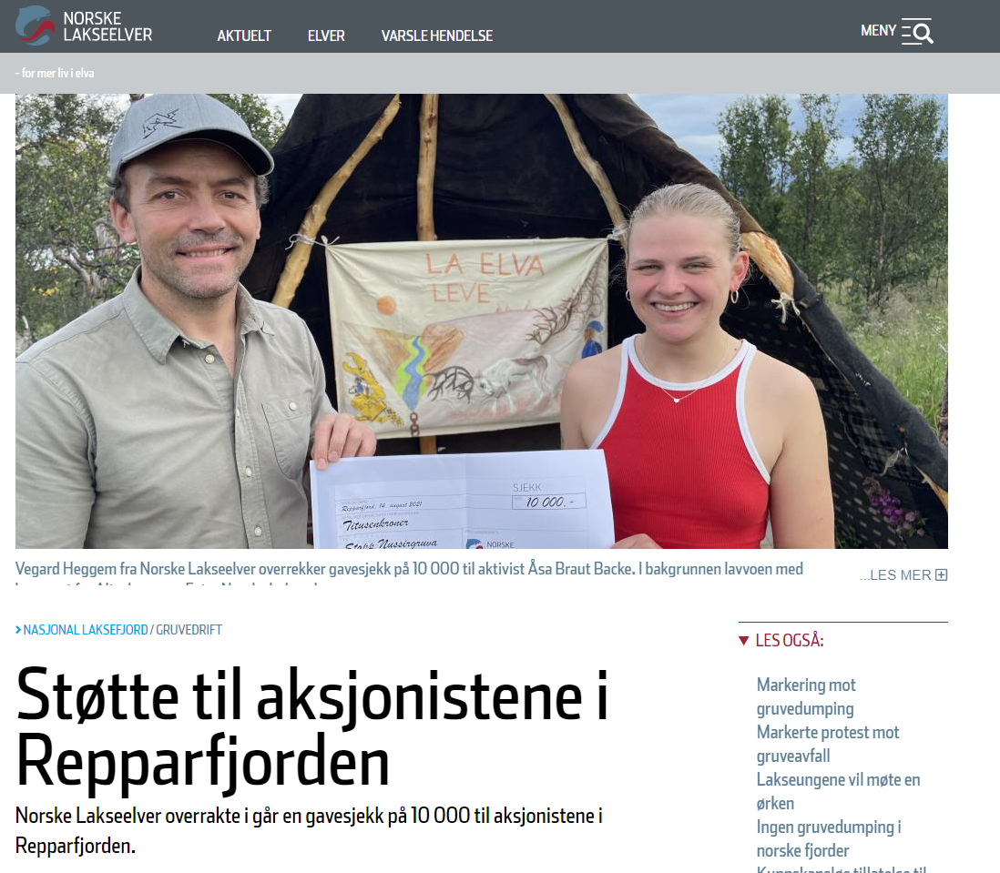 NORSKE
LAKSEELVER
AKTUELT
ELVER
VARSLE HENDELSE
MENY
- for mer liv i elva
LA ELVA
LEVE
SJEKK
10 000,-
Repparfjord, 14. august 2021
Titusenkroner
Stopp Nussirgruva
NORSKE
Vegard Heggem fra Norske Lakseelver overrekker gavesjekk på 10 000 til aktivist Åsa Braut Backe. I bakgrunnen lavvoen med
...LES MER
NASJONAL LAKSEFJORD / GRUVEDRIFT
Støtte til aksjonistene i
Repparfjorden
Norske Lakseelver overrakte i går en gavesjekk på 10 000 til aksjonistene i
Repparfjorden.
LES OGSÅ:
Markering mot
gruvedumping
Markerte protest mot
gruveavfall
Lakseungene vil møte en
ørken
Ingen gruvedumping i
norske fjorder